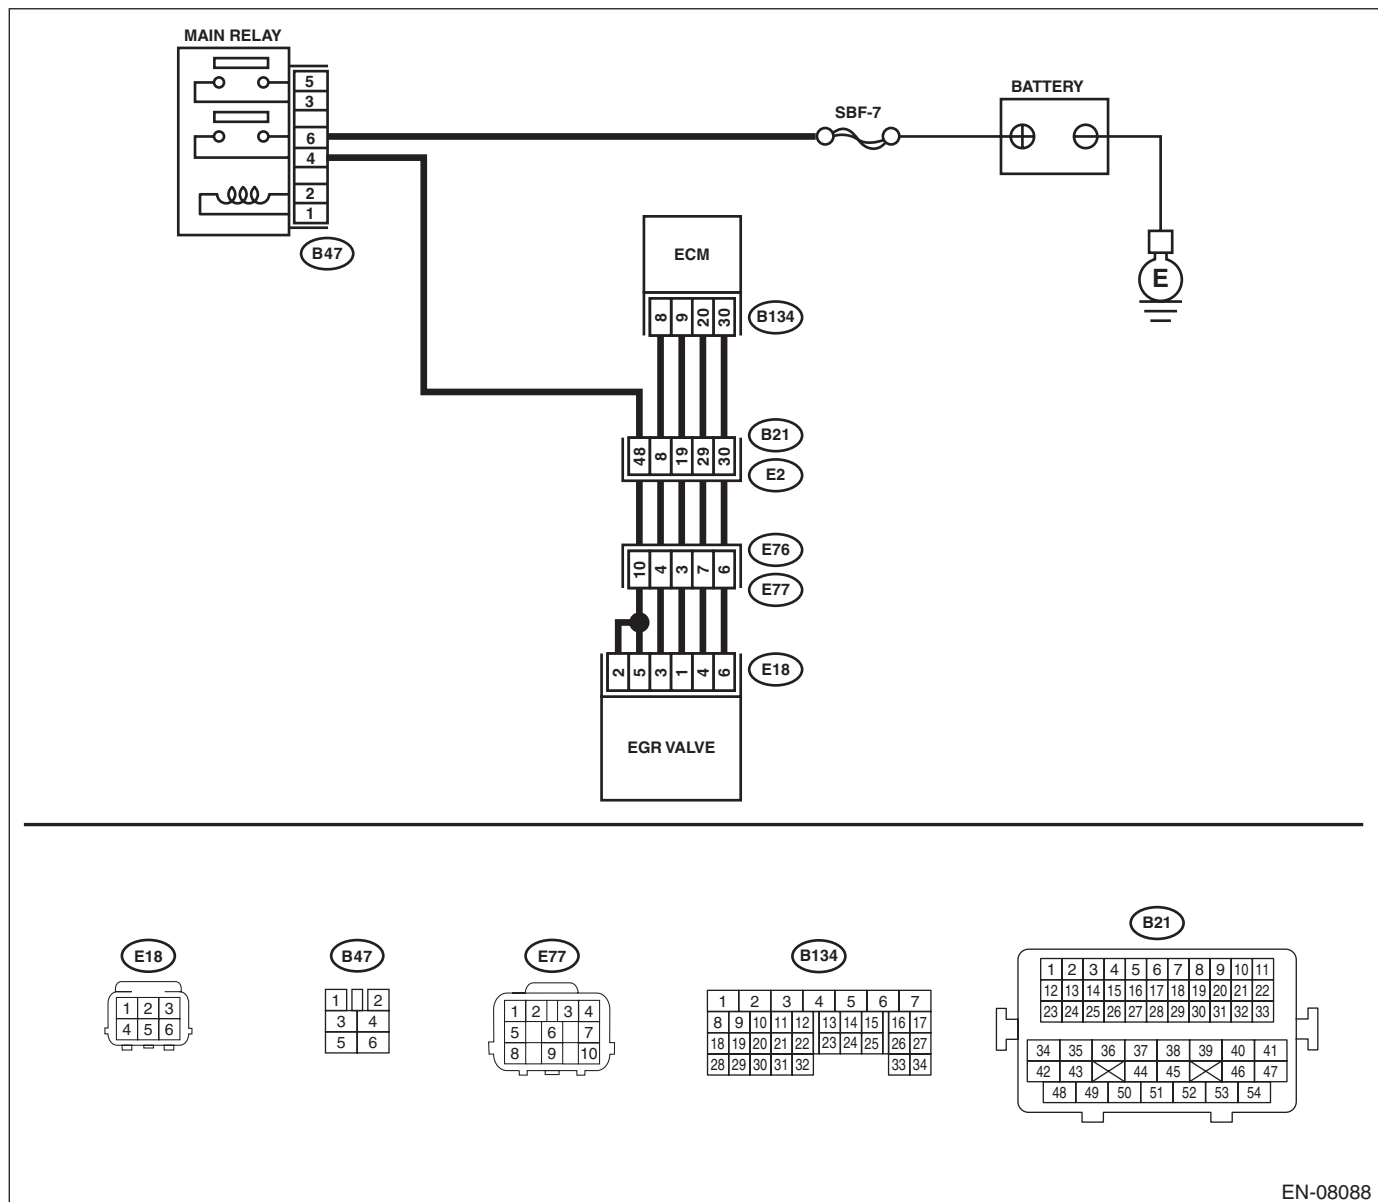 MAIN RELAY
5
3
6
4
2
1
B47
SBF-7
BATTERY
E
ECM
8 9 20 30
B134
48 8 19 29 30
B21
E2
10 4 3 7 6
E76
E77
2 5 3 1 4 6
E18
EGR VALVE
E18
1 2 3
4 5 6
B47
1 2
3 4
5 6
E77
1 2 3 4
5 6 7
8 9 10
B134
1 2 3 4 5 6 7
8 9 10 11 12 13 14 15 16 17
18 19 20 21 22 23 24 25 26 27
28 29 30 31 32 33 34
B21
1 2 3 4 5 6 7 8 9 10 11
12 13 14 15 16 17 18 19 20 21 22
23 24 25 26 27 28 29 30 31 32 33
34 35 36 37 38 39 40 41
42 43 44 45 46 47
48 49 50 51 52 53 54
EN-08088